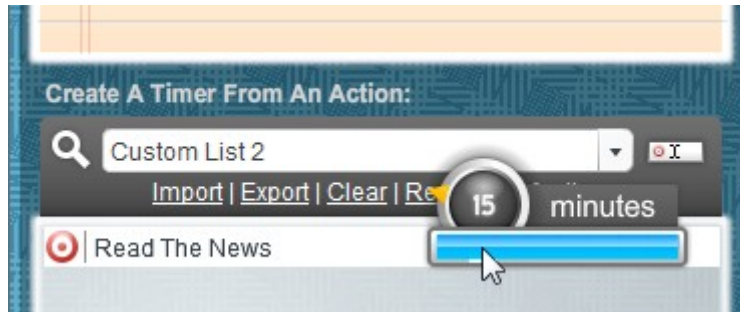 Create A Timer From An Action:
Custom List 2
Import | Export | Clear | Re
15 minutes
Read The News